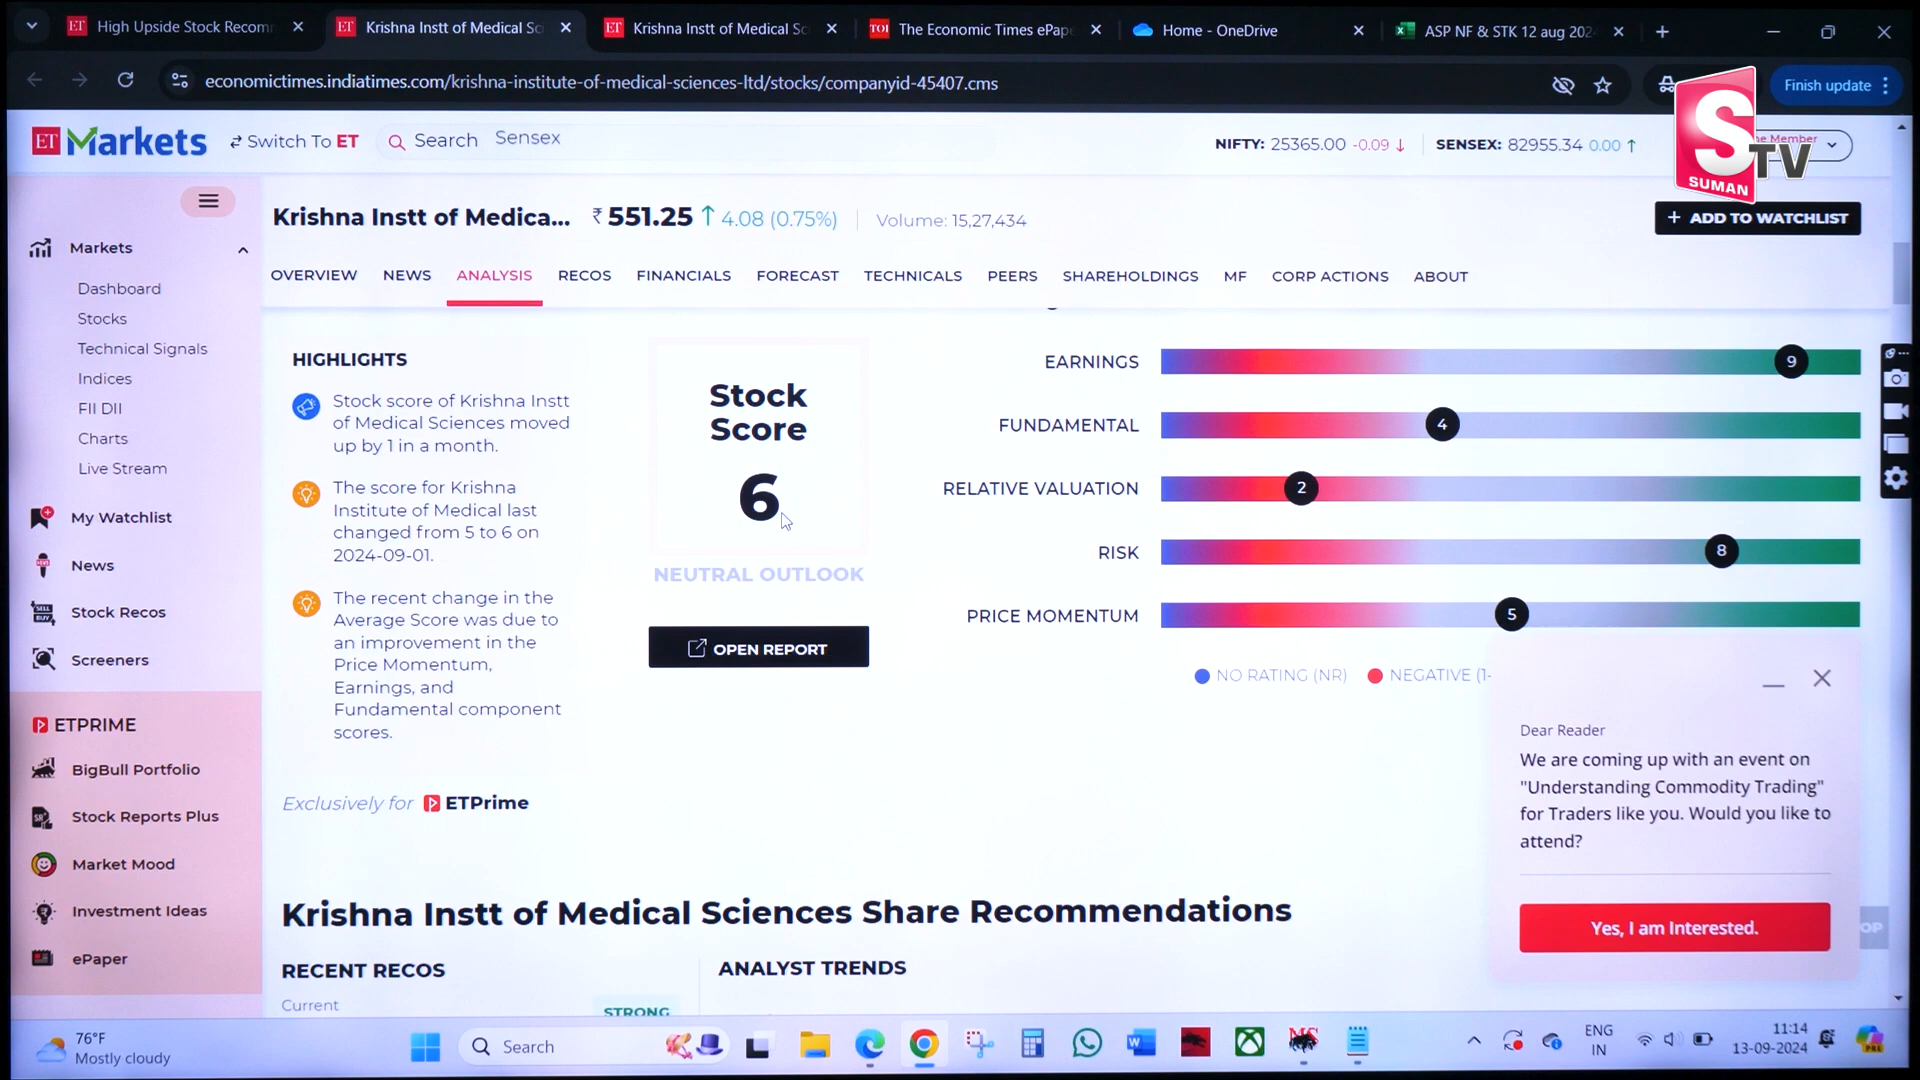 High Upside Stock Recom
Krishna Instt of Medical Sc
Krishna Instt of Medical Sc
The Economic Times ePape
Home - OneDrive
ASP NF & STK 12 aug 202
economictimes.indiatimes.com/krishna-institute-of-medical-sciences-ltd/stocks/companyid-45407.cms
Finish update
ET Markets
Switch To ET
Search Sensex
NIFTY: 25365.00 -0.09 ↓
SENSEX: 82955.34 0.00 ↑
Member
S
SUMAN
TV
Krishna Instt of Medica...
₹ 551.25 ↑ 4.08 (0.75%)
Volume: 15,27,434
+ ADD TO WATCHLIST
OVERVIEW NEWS ANALYSIS RECOS FINANCIALS FORECAST TECHNICALS PEERS SHAREHOLDINGS MF CORP ACTIONS ABOUT
Markets
Dashboard
Stocks
Technical Signals
Indices
FII DII
Charts
Live Stream
My Watchlist
News
Stock Recos
Screeners
ETPRIME
BigBull Portfolio
Stock Reports Plus
Market Mood
Investment Ideas
ePaper
HIGHLIGHTS
Stock score of Krishna Instt
of Medical Sciences moved
up by 1 in a month.
The score for Krishna
Institute of Medical last
changed from 5 to 6 on
2024-09-01.
The recent change in the
Average Score was due to
an improvement in the
Price Momentum,
Earnings, and
Fundamental component
scores.
Exclusively for ETPrime
Stock
Score
6
NEUTRAL OUTLOOK
OPEN REPORT
EARNINGS 9
FUNDAMENTAL 4
RELATIVE VALUATION 2
RISK 8
PRICE MOMENTUM 5
NO RATING (NR)
NEGATIVE (1-
Dear Reader
We are coming up with an event on
"Understanding Commodity Trading"
for Traders like you. Would you like to
attend?
Yes, I am Interested.
OP
Krishna Instt of Medical Sciences Share Recommendations
RECENT RECOS
ANALYST TRENDS
Current
STRONG
76°F
Mostly cloudy
Search
ENG
IN
11:14
13-09-2024